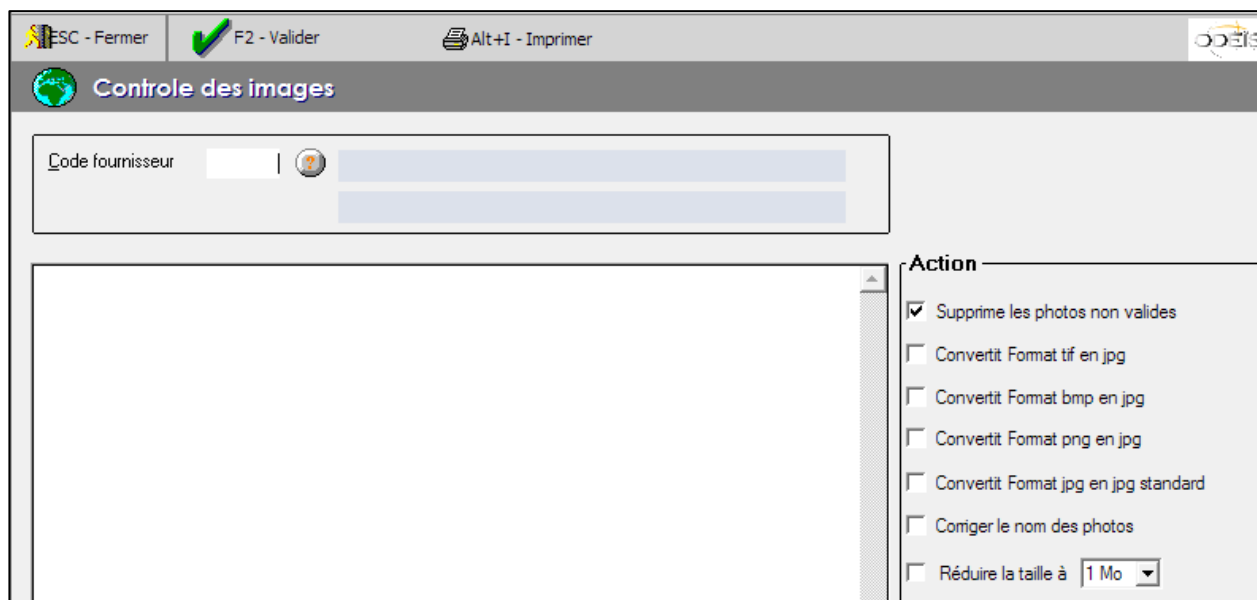 ESC - Fermer F2 - Valider Alt+I - Imprimer
Controle des images
Code fournisseur
Action
Supprime les photos non valides
Convertit Format tif en jpg
Convertit Format bmp en jpg
Convertit Format png en jpg
Convertit Format jpg en jpg standard
Corriger le nom des photos
Réduire la taille à 1 Mo